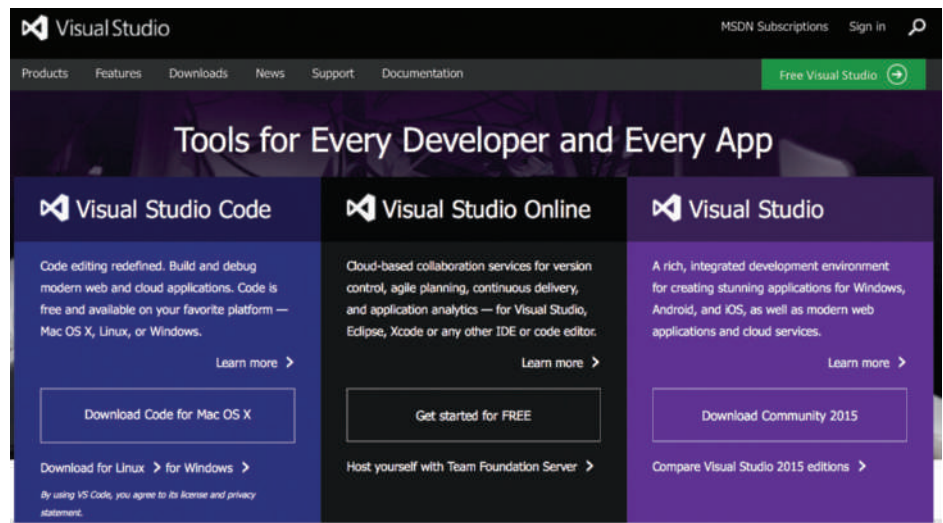 Visual Studio
MSDN Subscriptions Sign in
Products Features Downloads News Support Documentation
Free Visual Studio
Tools for Every Developer and Every App
Visual Studio Code
Code editing redefined. Build and debug
modern web and cloud applications. Code is
free and available on your favorite platform —
Mac OS X, Linux, or Windows.
Learn more >
Download Code for Mac OS X
Download for Linux > for Windows >
By using VS Code, you agree to its license and privacy
statement.
Visual Studio Online
Cloud-based collaboration services for version
control, agile planning, continuous delivery,
and application analytics — for Visual Studio,
Eclipse, Xcode or any other IDE or code editor.
Learn more >
Get started for FREE
Host yourself with Team Foundation Server >
Visual Studio
A rich, integrated development environment
for creating stunning applications for Windows,
Android, and iOS, as well as modern web
applications and cloud services.
Learn more >
Download Community 2015
Compare Visual Studio 2015 editions >